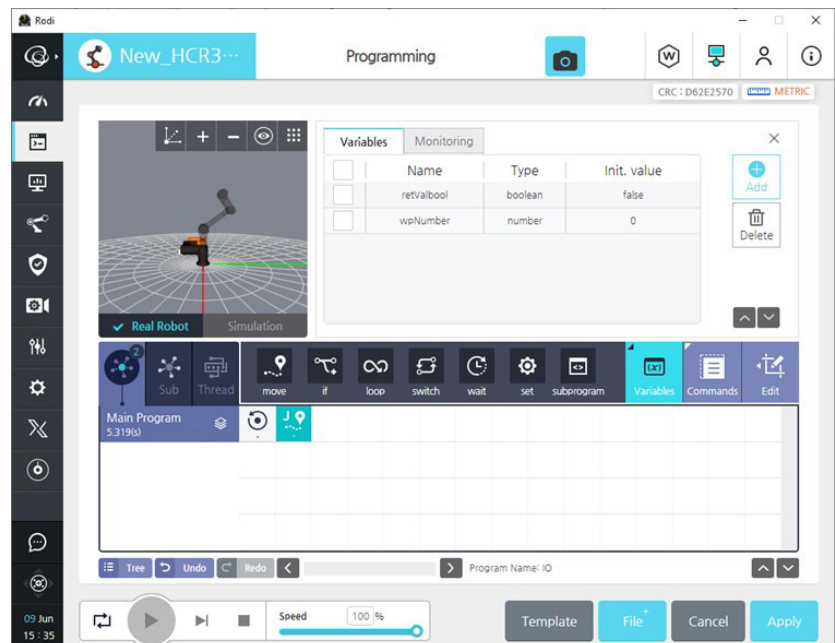 Rodi
New_HCR3···
Programming
CRC : D62E2570
METRIC
Variables
Monitoring
Name
Type
Init. value
retValbool
boolean
false
wpNumber
number
0
Add
Delete
Real Robot
Simulation
2
Sub
Thread
move
if
loop
switch
wait
set
subprogram
Variables
Commands
Edit
Main Program
5.319(s)
J
Tree
Undo
Redo
Program Name: IO
09 Jun
15 : 35
Speed
100 %
Template
File+
Cancel
Apply